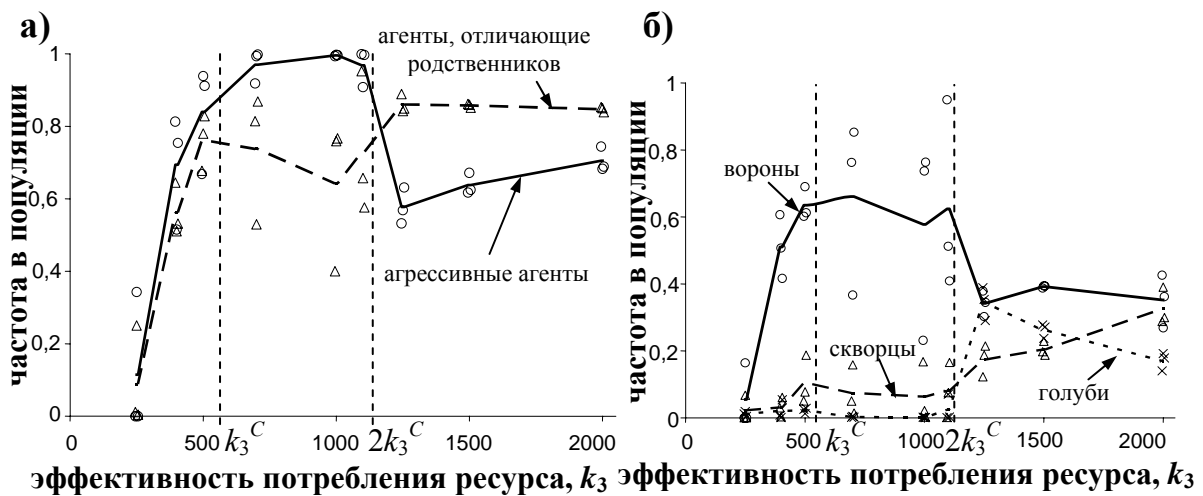 а)
агенты, отличающие
родственников
агрессивные агенты
частота в популяции
1
0,8
0,6
0,4
0,2
0
0 500 k₃ᶜ 1000 2k₃ᶜ 1500 2000
эффективность потребления ресурса, k₃
б)
вороны
скворцы
голуби
частота в популяции
1
0,8
0,6
0,4
0,2
0
0 500 k₃ᶜ 1000 2k₃ᶜ 1500 2000
эффективность потребления ресурса, k₃